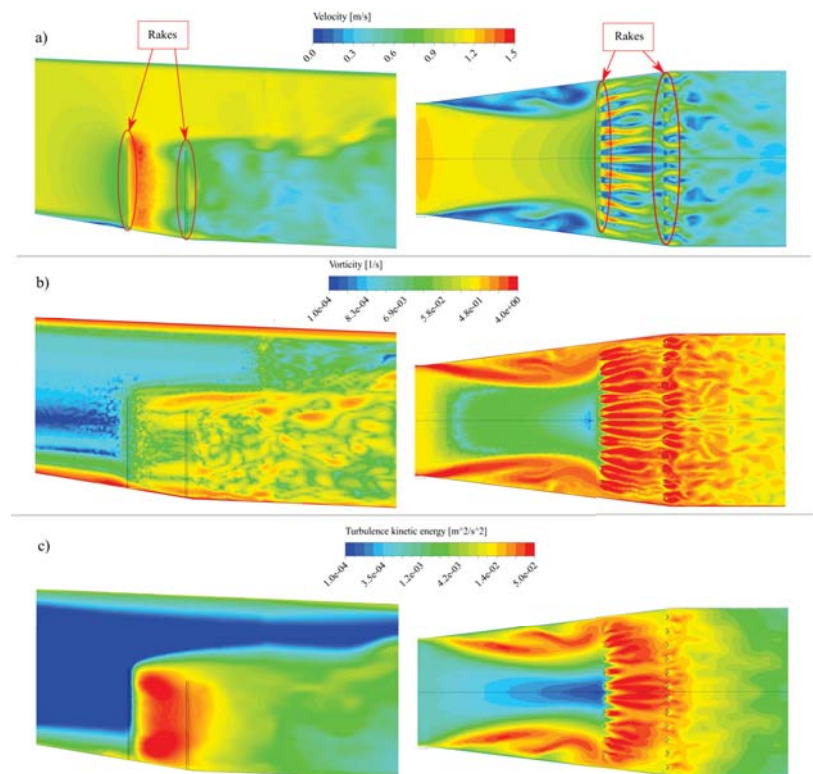 Velocity [m/s]
a)
Rakes
0.0
0.3
0.6
0.9
1.2
1.5
Rakes
Vorticity [1/s]
b)
1.0e-04
8.3e-04
6.9e-03
5.8e-02
4.8e-01
4.0e+00
Turbulence kinetic energy [m^2/s^2]
c)
1.0e-04
3.5e-04
1.2e-03
4.2e-03
1.4e-02
5.0e-02